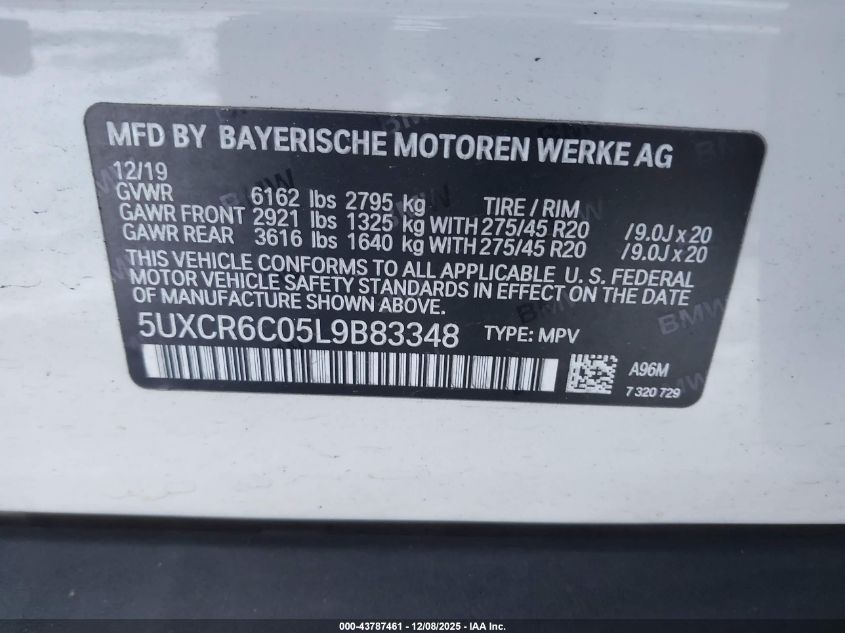 MFD BY BAYERISCHE MOTOREN WERKE AG
12/19
GVWR 6162 lbs 2795 kg TIRE / RIM
GAWR FRONT 2921 lbs 1325 kg WITH 275/45 R20 /9.0J x 20
GAWR REAR 3616 lbs 1640 kg WITH 275/45 R20 /9.0J x 20
THIS VEHICLE CONFORMS TO ALL APPLICABLE U.S. FEDERAL
MOTOR VEHICLE SAFETY STANDARDS IN EFFECT ON THE DATE
OF MANUFACTURE SHOWN ABOVE.
5UXCR6C05L9B83348 TYPE: MPV
A96M
7 320 729
BMW
000-43787461 - 12/08/2025 - IAA Inc.